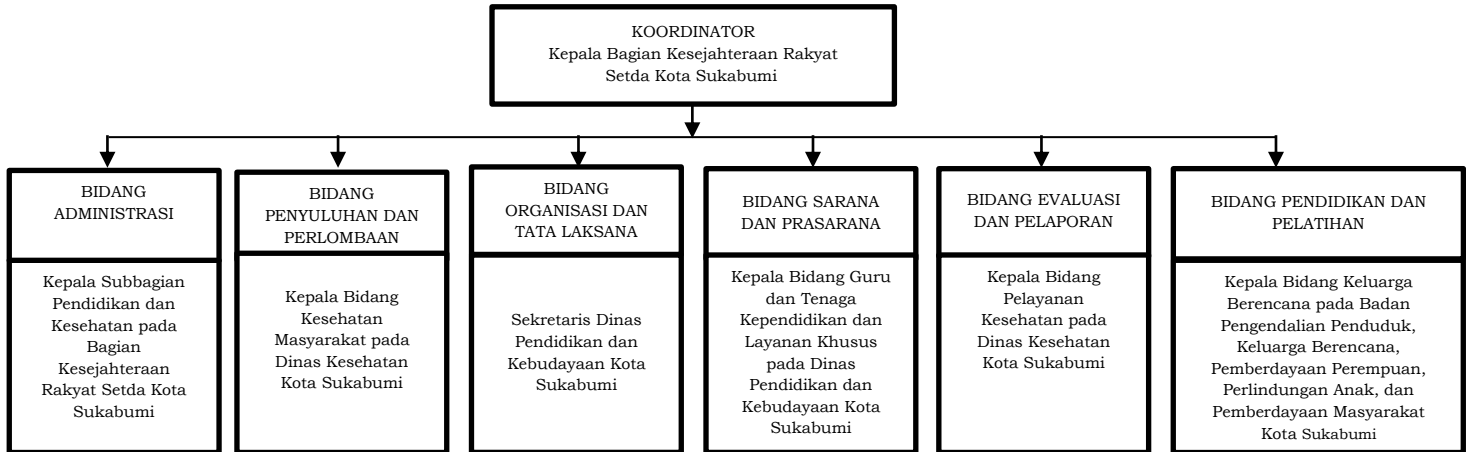 KOORDINATOR
Kepala Bagian Kesejahteraan Rakyat
Setda Kota Sukabumi
BIDANG
ADMINISTRASI
Kepala Subbagian
Pendidikan dan
Kesehatan pada
Bagian
Kesejahteraan
Rakyat Setda Kota
Sukabumi
BIDANG
PENYULUHAN DAN
PERLOMBAAN
Kepala Bidang
Kesehatan
Masyarakat pada
Dinas Kesehatan
Kota Sukabumi
BIDANG
ORGANISASI DAN
TATA LAKSANA
Sekretaris Dinas
Pendidikan dan
Kebudayaan Kota
Sukabumi
BIDANG SARANA
DAN PRASARANA
Kepala Bidang Guru
dan Tenaga
Kependidikan dan
Layanan Khusus
pada Dinas
Pendidikan dan
Kebudayaan Kota
Sukabumi
BIDANG EVALUASI
DAN PELAPORAN
Kepala Bidang
Pelayanan
Kesehatan pada
Dinas Kesehatan
Kota Sukabumi
BIDANG PENDIDIKAN DAN
PELATIHAN
Kepala Bidang Keluarga
Berencana pada Badan
Pengendalian Penduduk,
Keluarga Berencana,
Pemberdayaan Perempuan,
Perlindungan Anak, dan
Pemberdayaan Masyarakat
Kota Sukabumi